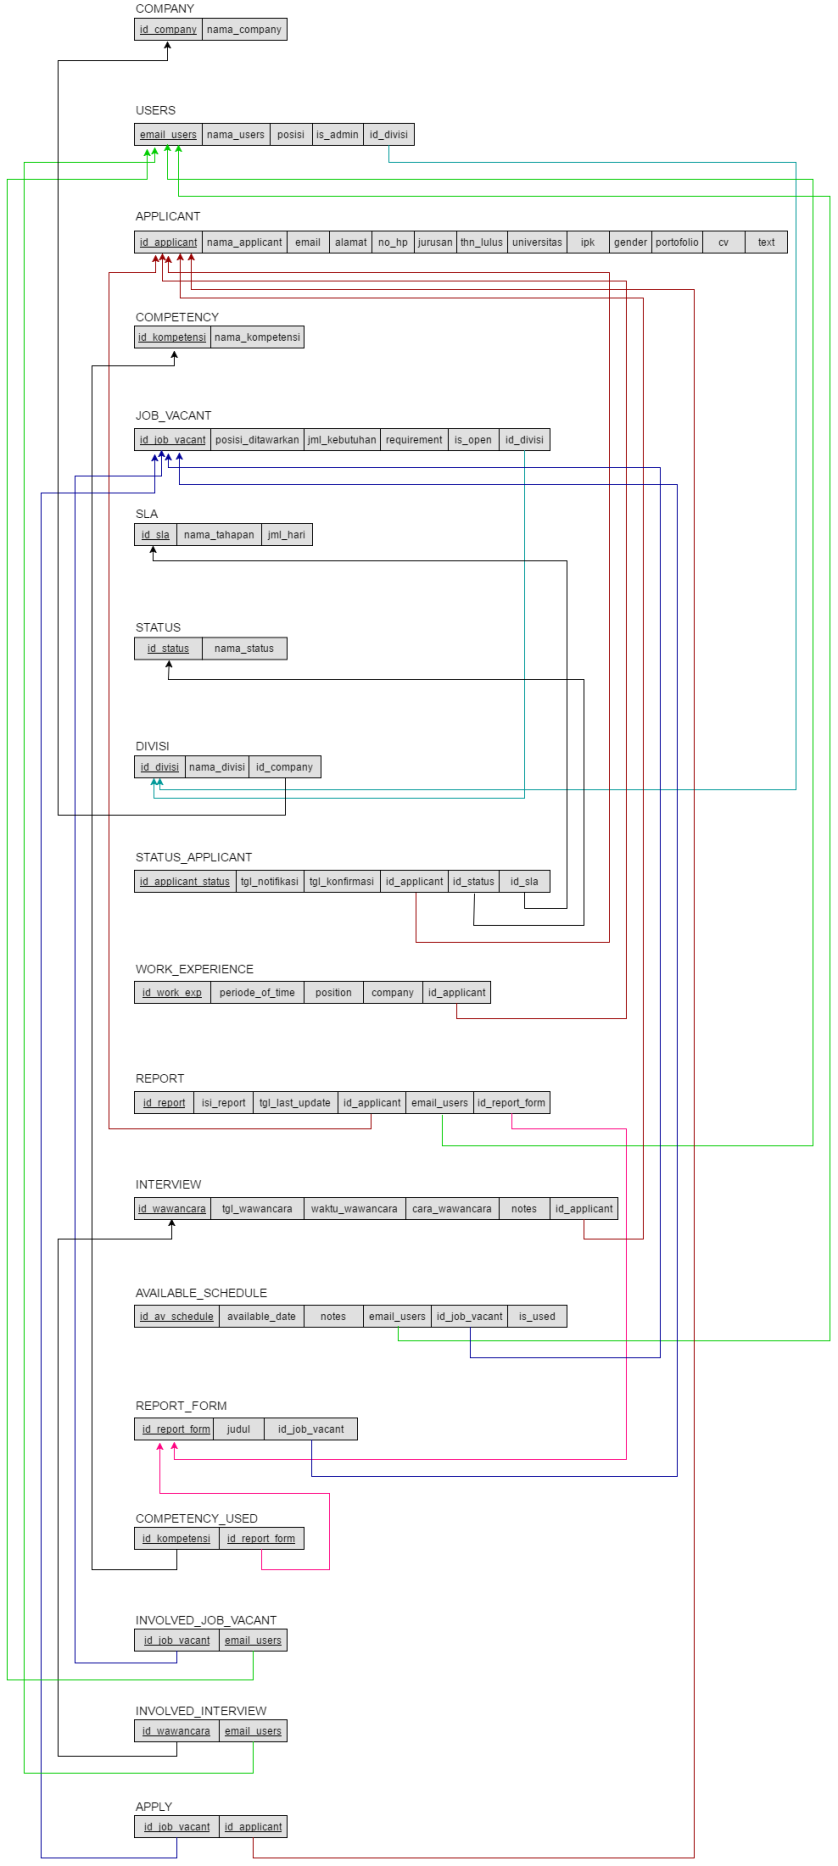 COMPANY
id_company nama_company
USERS
email_users nama_users posisi is_admin id_divisi
APPLICANT
id_applicant nama_applicant email alamat no_hp jurusan thn_lulus universitas ipk gender portofolio cv text
COMPETENCY
id_kompetensi nama_kompetensi
JOB_VACANT
id_job_vacant posisi_ditawarkan jml_kebutuhan requirement is_open id_divisi
SLA
id_sla nama_tahapan jml_hari
STATUS
id_status nama_status
DIVISI
id_divisi nama_divisi id_company
STATUS_APPLICANT
id_applicant_status tgl_notifikasi tgl_konfirmasi id_applicant id_status id_sla
WORK_EXPERIENCE
id_work_exp periode_of_time position company id_applicant
REPORT
id_report isi_report tgl_last_update id_applicant email_users id_report_form
INTERVIEW
id_wawancara tgl_wawancara waktu_wawancara cara_wawancara notes id_applicant
AVAILABLE_SCHEDULE
id_av_schedule available_date notes email_users id_job_vacant is_used
REPORT_FORM
id_report_form judul id_job_vacant
COMPETENCY_USED
id_kompetensi id_report_form
INVOLVED_JOB_VACANT
id_job_vacant email_users
INVOLVED_INTERVIEW
id_wawancara email_users
APPLY
id_job_vacant id_applicant